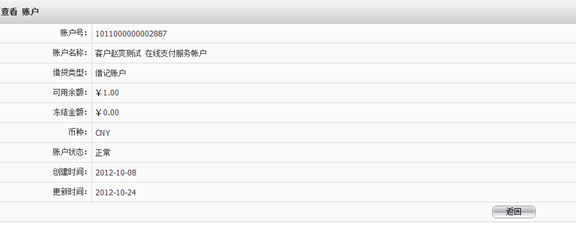 查看 账户
账户号： 1011000000002887
账户名称： 客户赵爽测试 在线支付服务帐户
借贷类型： 借记账户
可用余额： ￥1.00
冻结金额： ￥0.00
币种： CNY
账户状态： 正常
创建时间： 2012-10-08
更新时间： 2012-10-24
返回